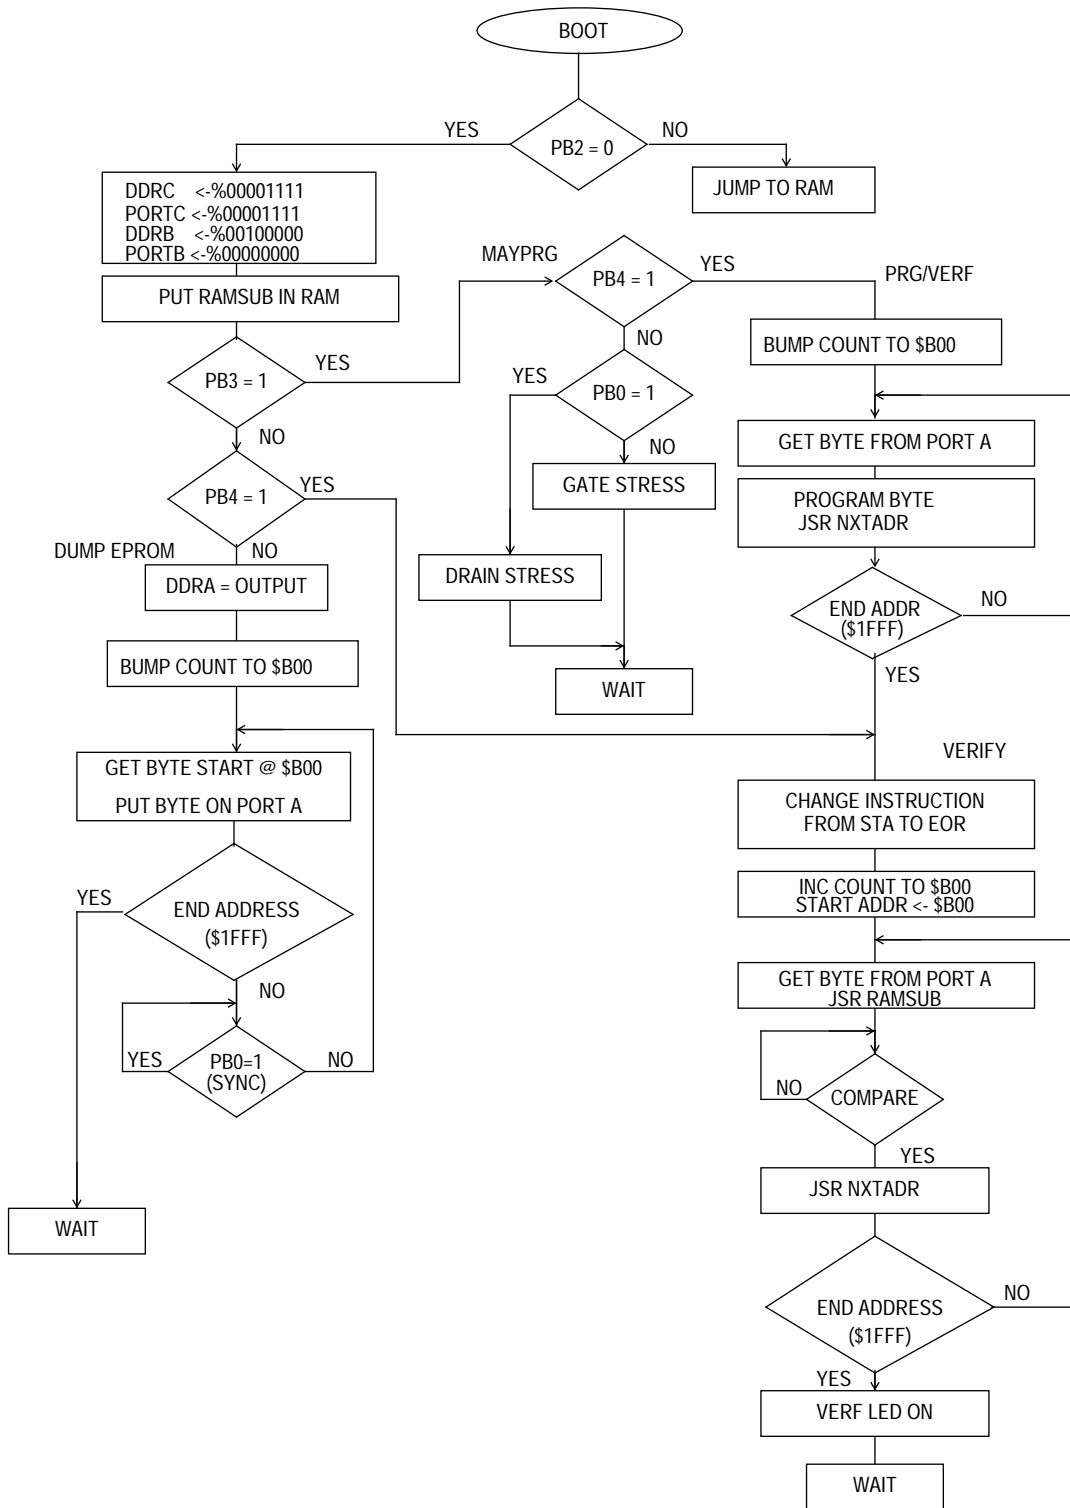 BOOT
YES
NO
PB2 = 0
JUMP TO RAM
DDRC <-%00001111
PORTC <-%00001111
DDRB <-%00100000
PORTB <-%00000000
PUT RAMSUB IN RAM
PB3 = 1
YES
NO
PB4 = 1
YES
DUMP EPROM
NO
DDRA = OUTPUT
BUMP COUNT TO $B00
GET BYTE START @ $B00
PUT BYTE ON PORT A
YES
END ADDRESS
($1FFF)
NO
YES
PB0=1
(SYNC)
NO
WAIT
MAYPRG
PB4 = 1
YES
NO
YES
PB0 = 1
NO
GATE STRESS
DRAIN STRESS
WAIT
PRG/VERF
BUMP COUNT TO $B00
GET BYTE FROM PORT A
PROGRAM BYTE
JSR NXTADR
END ADDR
($1FFF)
NO
YES
VERIFY
CHANGE INSTRUCTION
FROM STA TO EOR
INC COUNT TO $B00
START ADDR <- $B00
GET BYTE FROM PORT A
JSR RAMSUB
NO
COMPARE
YES
JSR NXTADR
END ADDRESS
($1FFF)
NO
YES
VERF LED ON
WAIT